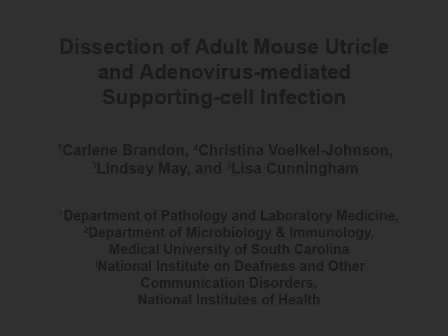 Dissection of Adult Mouse Utricle
and Adenovirus-mediated
Supporting-cell Infection
¹Carlene Brandon, ²Christina Voelkel-Johnson,
³Lindsey May, and ³Lisa Cunningham
¹Department of Pathology and Laboratory Medicine,
²Department of Microbiology & Immunology,
Medical University of South Carolina
³National Institute on Deafness and Other
Communication Disorders,
National Institutes of Health